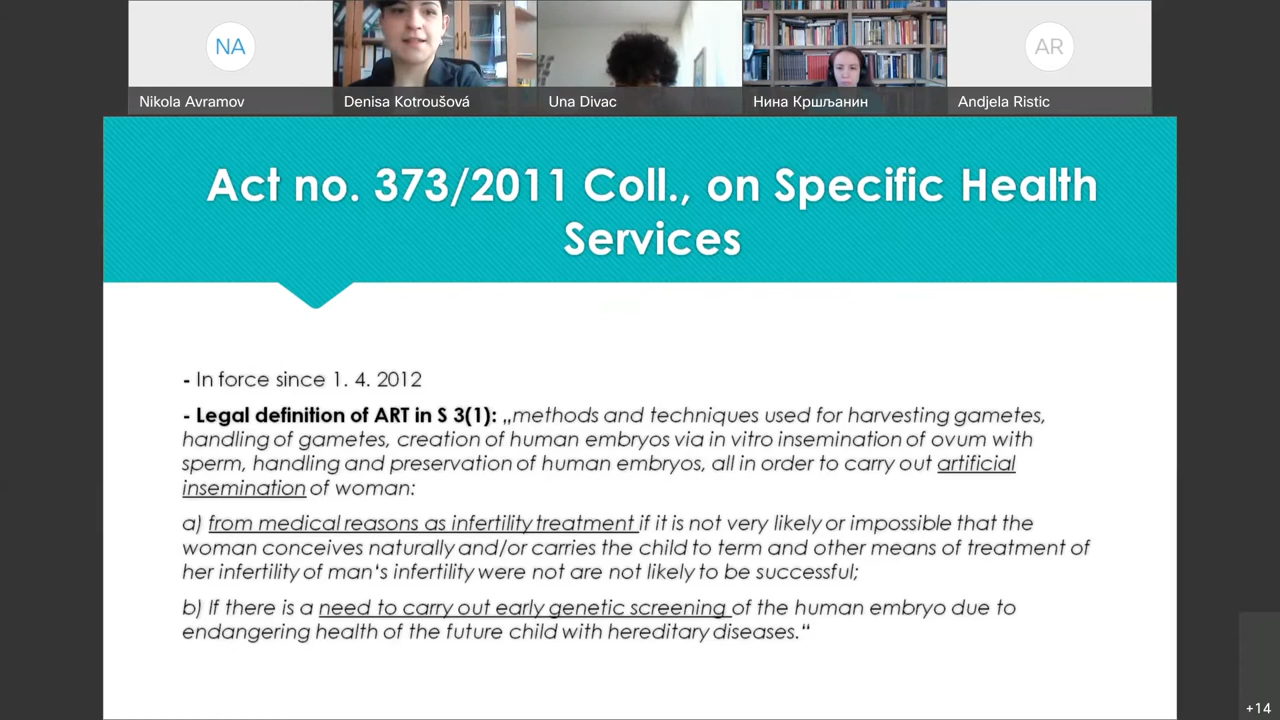 NA
AR
Nikola Avramov
Denisa Kotroušová
Una Divac
Нина Кршљанин
Andjela Ristic
Act no. 373/2011 Coll., on Specific Health
Services
- In force since 1. 4. 2012
- Legal definition of ART in S 3(1): „methods and techniques used for harvesting gametes,
handling of gametes, creation of human embryos via in vitro insemination of ovum with
sperm, handling and preservation of human embryos, all in order to carry out artificial
insemination of woman:
a) from medical reasons as infertility treatment if it is not very likely or impossible that the
woman conceives naturally and/or carries the child to term and other means of treatment of
her infertility of man‘s infertility were not are not likely to be successful;
b) If there is a need to carry out early genetic screening of the human embryo due to
endangering health of the future child with hereditary diseases.“
+14